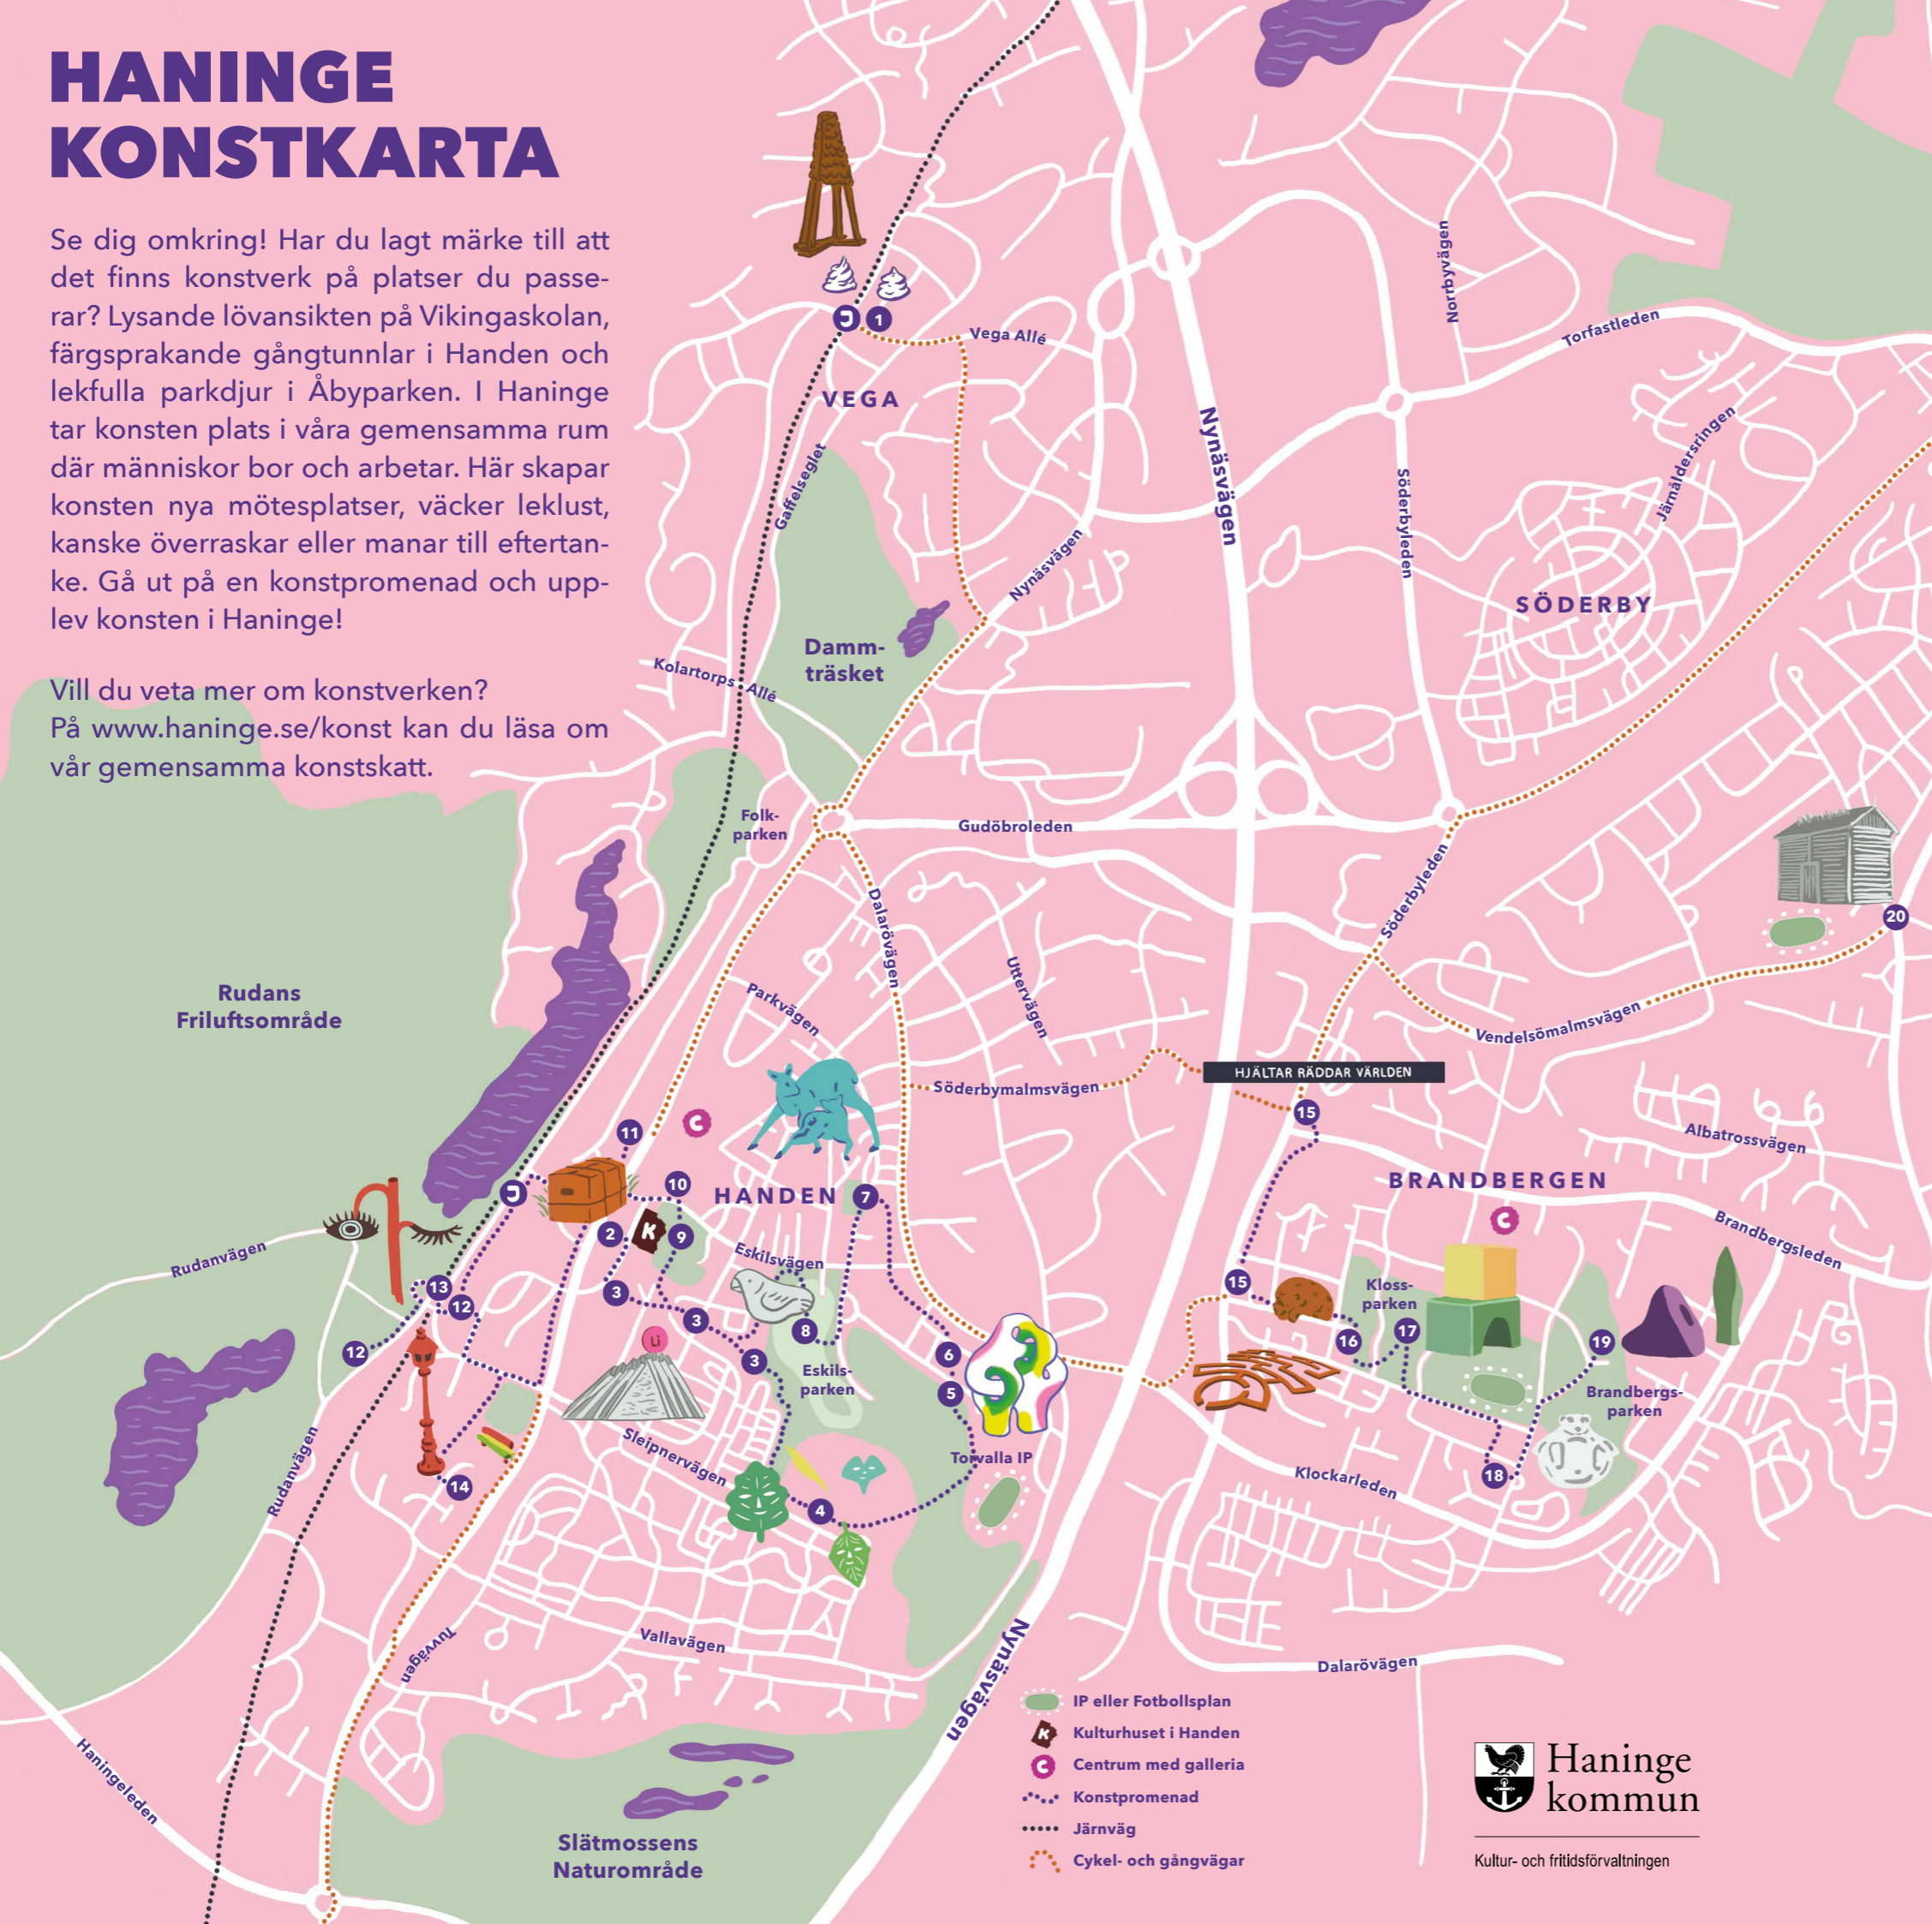 HANINGE
KONSTKARTA
Se dig omkring! Har du lagt märke till att
det finns konstverk på platser du passe-
rar? Lysande lövansikten på Vikingaskolan,
färgsprakande gångtunnlar i Handen och
lekfulla parkdjur i Åbyparken. I Haninge
tar konsten plats i våra gemensamma rum
där människor bor och arbetar. Här skapar
konsten nya mötesplatser, väcker leklust,
kanske överraskar eller manar till eftertan-
ke. Gå ut på en konstpromenad och upp-
lev konsten i Haninge!
Vill du veta mer om konstverken?
På www.haninge.se/konst kan du läsa om
vår gemensamma konstskatt.
J 1
Vega Allé
VEGA
Gaffelseglet
Nynäsvägen
Nynäsvägen
Norrbyvägen
Torfastleden
Söderbyleden
Järnåldersringen
SÖDERBY
Damm-
träsket
Kolartorps Allé
Folk-
parken
Gudöbroleden
Söderbyleden
Dalarövägen
Uttervägen
Parkvägen
20
Rudans
Friluftsområde
Vendelsömalmsvägen
HJÄLTAR RÄDDAR VÄRLDEN
Söderbymalmsvägen
15
11
C
Albatrossvägen
BRANDBERGEN
J
10
HANDEN
7
C
2
K
9
Rudanvägen
Eskilsvägen
Brandbergsleden
13
12
3
15
Kloss-
parken
3
8
Li
12
3
6
16
17
19
Eskils-
parken
5
Brandbergs-
parken
Sleipnervägen
Torvalla IP
Klockarleden
18
14
4
Rudanvägen
Tuvvägen
Vallavägen
Nynäsvägen
Dalarövägen
Haningeleden
Slätmossens
Naturområde
IP eller Fotbollsplan
K Kulturhuset i Handen
C Centrum med galleria
Konstpromenad
Järnväg
Cykel- och gångvägar
Haninge
kommun
Kultur- och fritidsförvaltningen